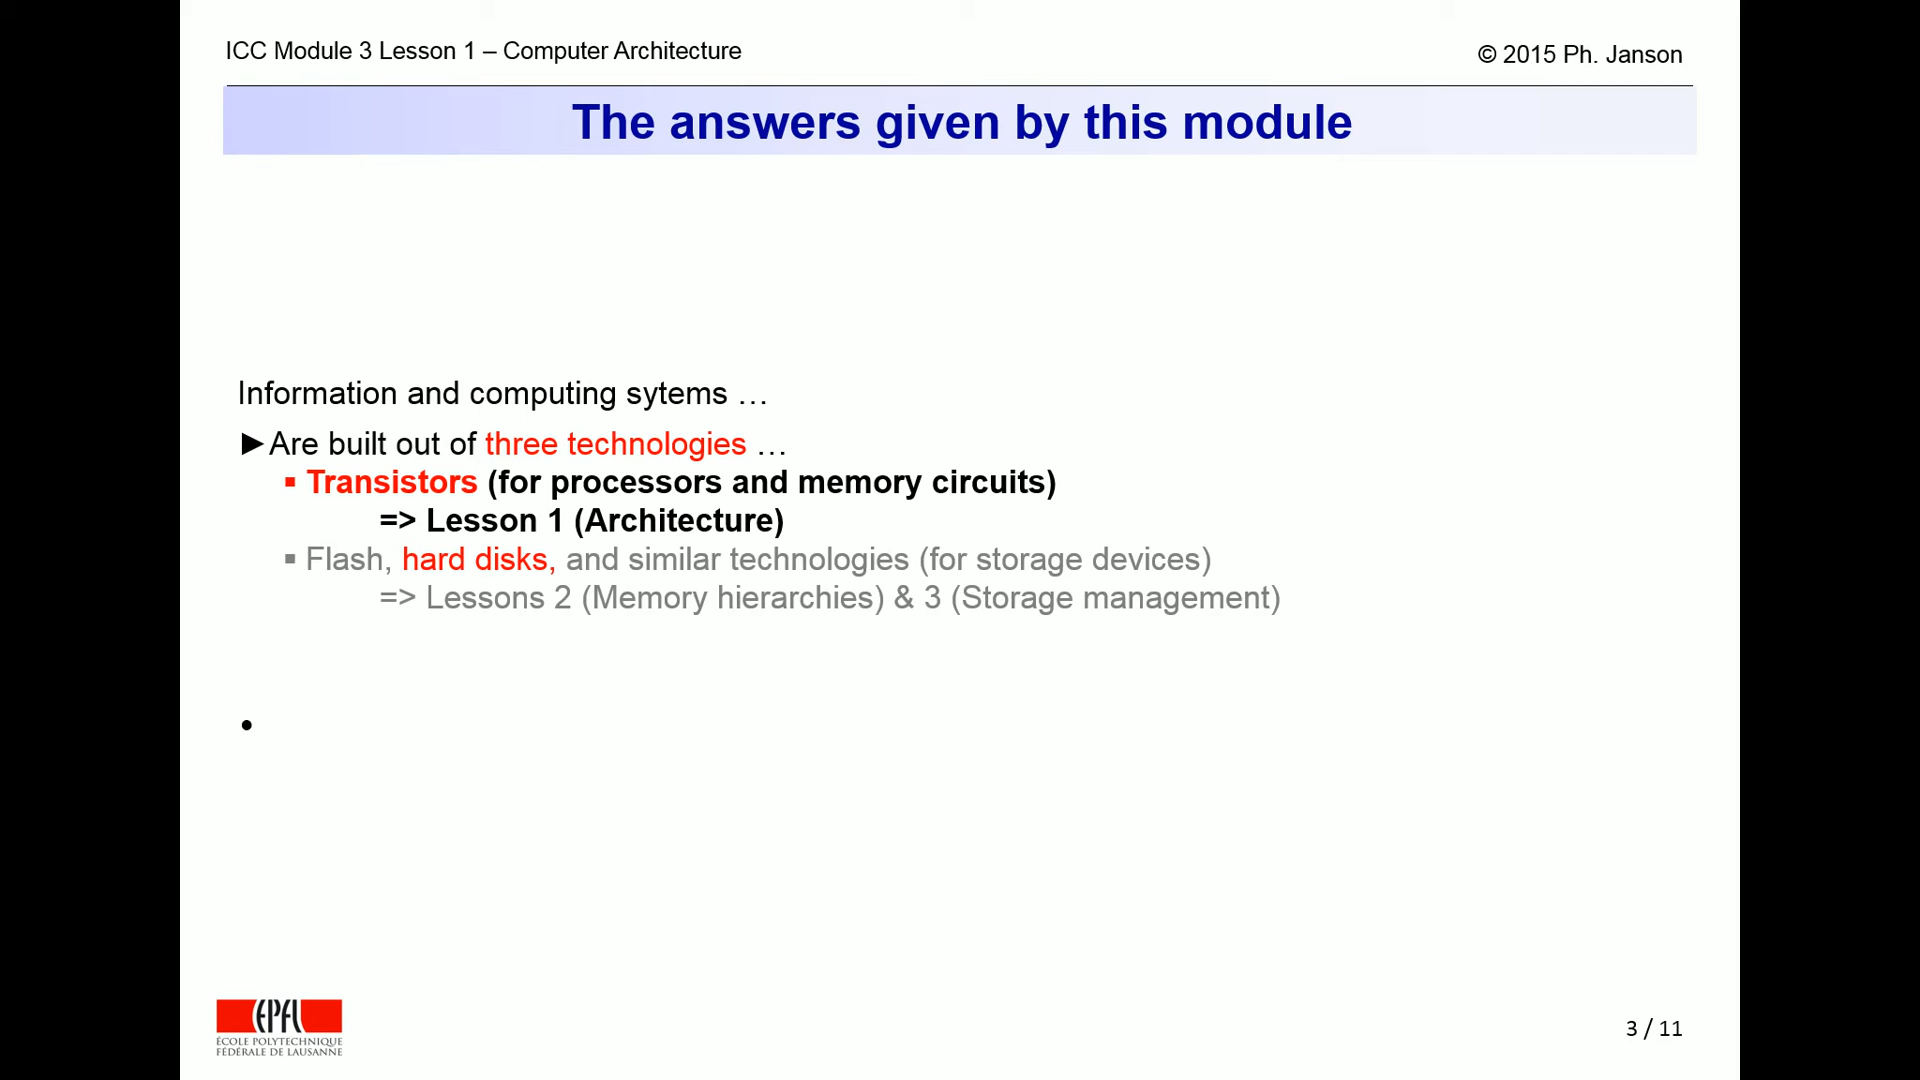 ICC Module 3 Lesson 1 – Computer Architecture
© 2015 Ph. Janson
The answers given by this module
Information and computing sytems …
►Are built out of three technologies …
▪ Transistors (for processors and memory circuits)
=> Lesson 1 (Architecture)
▪ Flash, hard disks, and similar technologies (for storage devices)
=> Lessons 2 (Memory hierarchies) & 3 (Storage management)
•
EPFL
ÉCOLE POLYTECHNIQUE
FÉDÉRALE DE LAUSANNE
3 / 11